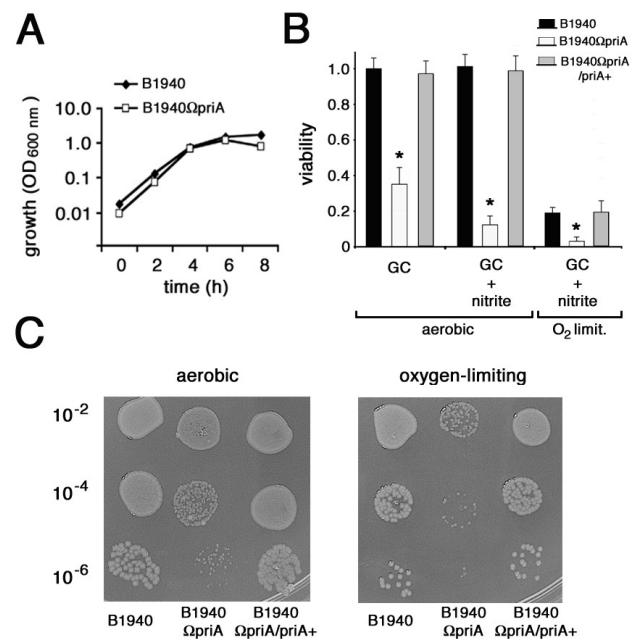 A
B1940
B1940ΩpriA
growth (OD600 nm)
10.0
1.0
0.1
0.01
0 2 4 6 8
time (h)
B
B1940
B1940ΩpriA
B1940ΩpriA
/priA+
viability
1.0
0.8
0.6
0.4
0.2
0
*
*
*
GC
GC
+
nitrite
GC
+
nitrite
aerobic
O2 limit.
C
aerobic
oxygen-limiting
10-2
10-4
10-6
B1940
B1940
ΩpriA
B1940
ΩpriA/priA+
B1940
B1940
ΩpriA
B1940
ΩpriA/priA+